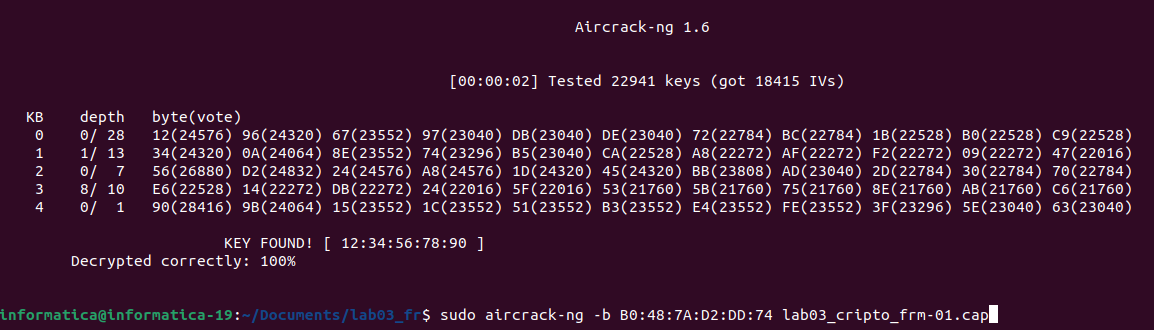 Aircrack-ng 1.6
[00:00:02] Tested 22941 keys (got 18415 IVs)
KB depth byte(vote)
0 0/ 28 12(24576) 96(24320) 67(23552) 97(23040) DB(23040) DE(23040) 72(22784) BC(22784) 1B(22528) B0(22528) C9(22528)
1 1/ 13 34(24320) 0A(24064) 8E(23552) 74(23296) B5(23040) CA(22528) A8(22272) AF(22272) F2(22272) 09(22272) 47(22016)
2 0/ 7 56(26880) D2(24832) 24(24576) A8(24576) 1D(24320) 45(24320) BB(23808) AD(23040) 2D(22784) 30(22784) 70(22784)
3 8/ 10 E6(22528) 14(22272) DB(22272) 24(22016) 5F(22016) 53(21760) 5B(21760) 75(21760) 8E(21760) AB(21760) C6(21760)
4 0/ 1 90(28416) 9B(24064) 15(23552) 1C(23552) 51(23552) B3(23552) E4(23552) FE(23552) 3F(23296) 5E(23040) 63(23040)
KEY FOUND! [ 12:34:56:78:90 ]
Decrypted correctly: 100%
informatica@informatica-19:~/Documents/lab03_fr$ sudo aircrack-ng -b B0:48:7A:D2:DD:74 lab03_cripto_frm-01.cap